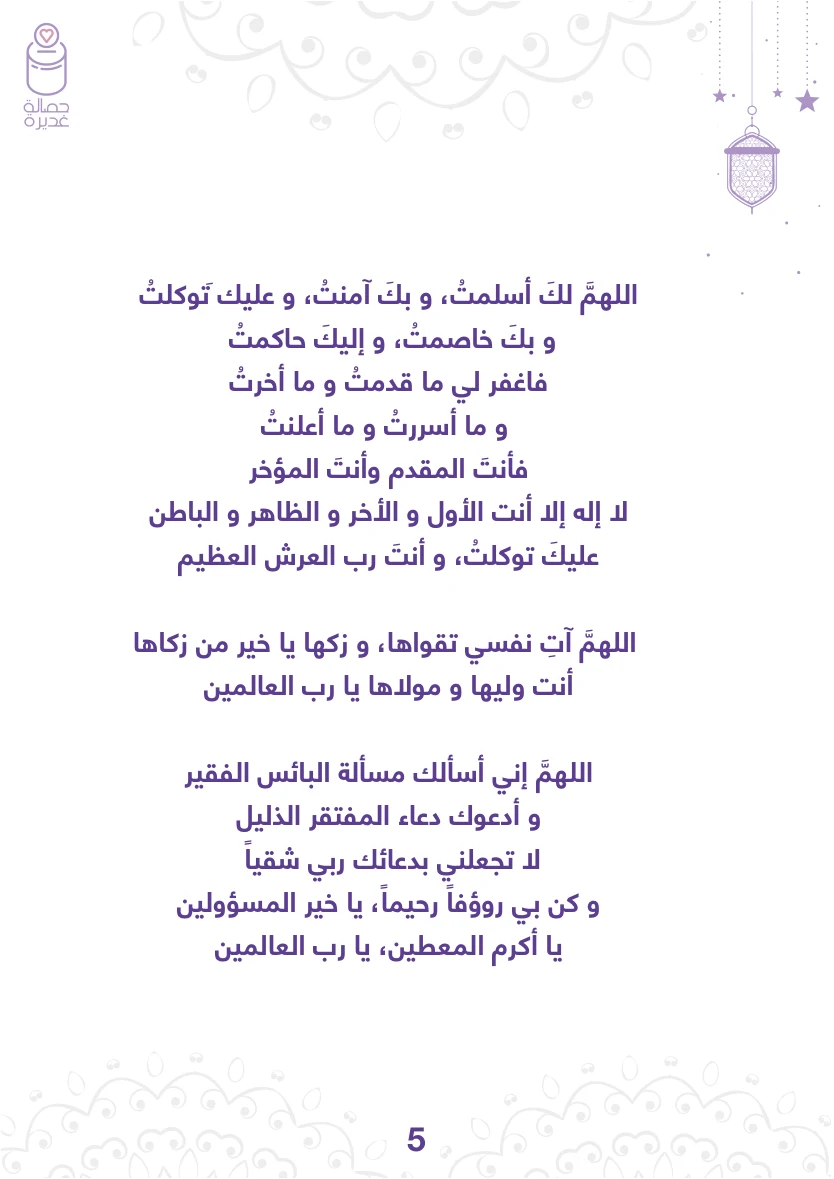 حصالة
غديرة
اللهمَّ لكَ أسلمتُ، و بكَ آمنتُ، و عليك تَوكلتُ
و بكَ خاصمتُ، و إليكَ حاكمتُ
فاغفر لي ما قدمتُ و ما أخرتُ
و ما أسررتُ و ما أعلنتُ
فأنتَ المقدم وأنتَ المؤخر
لا إله إلا أنت الأول و الأخر و الظاهر و الباطن
عليكَ توكلتُ، و أنتَ رب العرش العظيم
اللهمَّ آتِ نفسي تقواها، و زكها يا خير من زكاها
أنت وليها و مولاها يا رب العالمين
اللهمَّ إني أسألك مسألة البائس الفقير
و أدعوك دعاء المفتقر الذليل
لا تجعلني بدعائك ربي شقياً
و كن بي روؤفاً رحيماً، يا خير المسؤولين
يا أكرم المعطين، يا رب العالمين
5